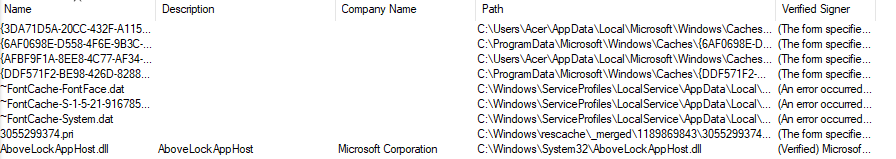 Name Description Company Name Path Verified Signer
{3DA71D5A-20CC-432F-A115... C:\Users\Acer\AppData\Local\Microsoft\Windows\Caches... (The form specifie...
{6AF0698E-D558-4F6E-9B3C-... C:\ProgramData\Microsoft\Windows\Caches\{6AF0698E-D... (The form specifie...
{AFBF9F1A-8EE8-4C77-AF34-... C:\Users\Acer\AppData\Local\Microsoft\Windows\Caches... (The form specifie...
{DDF571F2-BE98-426D-8288... C:\ProgramData\Microsoft\Windows\Caches\{DDF571F2-... (The form specifie...
~FontCache-FontFace.dat C:\Windows\ServiceProfiles\LocalService\AppData\Local\... (An error occurred...
~FontCache-S-1-5-21-916785... C:\Windows\ServiceProfiles\LocalService\AppData\Local\... (An error occurred...
~FontCache-System.dat C:\Windows\ServiceProfiles\LocalService\AppData\Local\... (An error occurred...
3055299374.pri C:\Windows\rescache\_merged\1189869843\3055299374.... (The form specifie...
AboveLockAppHost.dll AboveLockAppHost Microsoft Corporation C:\Windows\System32\AboveLockAppHost.dll (Verified) Microsof...